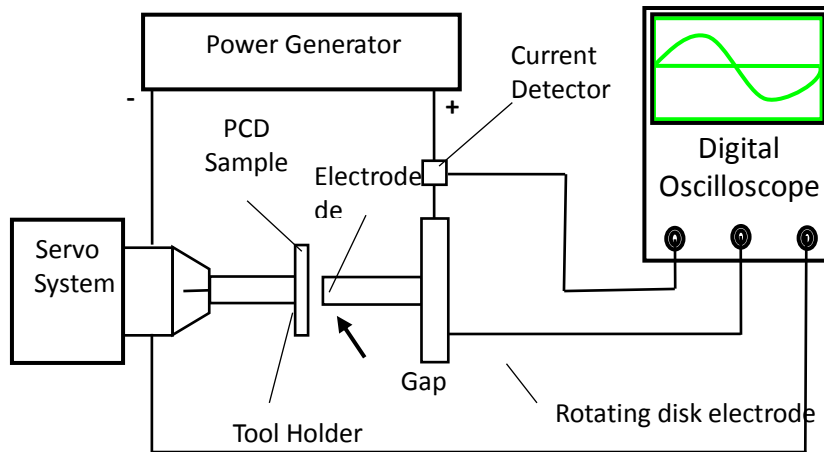 Power Generator
-
+
Current
Detector
PCD
Sample
Electrode
de
Digital
Oscilloscope
Servo
System
Gap
Rotating disk electrode
Tool Holder